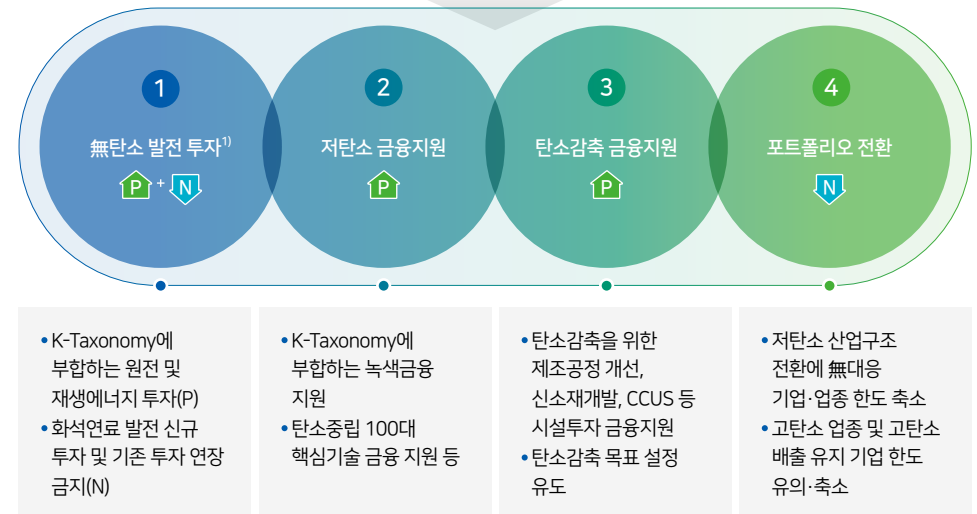 1
2
3
4
無탄소 발전 투자1)
저탄소 금융지원
탄소감축 금융지원
포트폴리오 전환
P + N
P
P
N
• K-Taxonomy에
부합하는 원전 및
재생에너지 투자(P)
• 화석연료 발전 신규
투자 및 기존 투자 연장
금지(N)
• K-Taxonomy에
부합하는 녹색금융
지원
• 탄소중립 100대
핵심기술 금융 지원 등
• 탄소감축을 위한
제조공정 개선,
신소재개발, CCUS 등
시설투자 금융지원
• 탄소감축 목표 설정
유도
• 저탄소 산업구조
전환에 無대응
기업·업종 한도 축소
• 고탄소 업종 및 고탄소
배출 유지 기업 한도
유의·축소